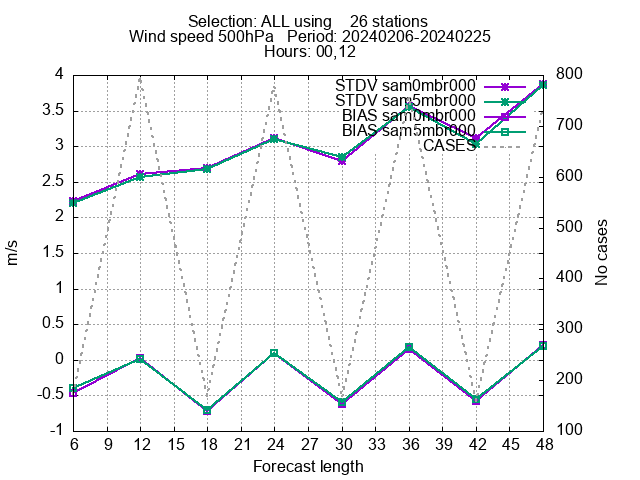 Selection: ALL using    26 stations
Wind speed 500hPa   Period: 20240206-20240225
Hours: 00,12
STDV sam0mbr000
STDV sam5mbr000
BIAS sam0mbr000
BIAS sam5mbr000
CASES
m/s
4
3.5
3
2.5
2
1.5
1
0.5
0
-0.5
-1
No cases
800
700
600
500
400
300
200
100
6 9 12 15 18 21 24 27 30 33 36 39 42 45 48
Forecast length